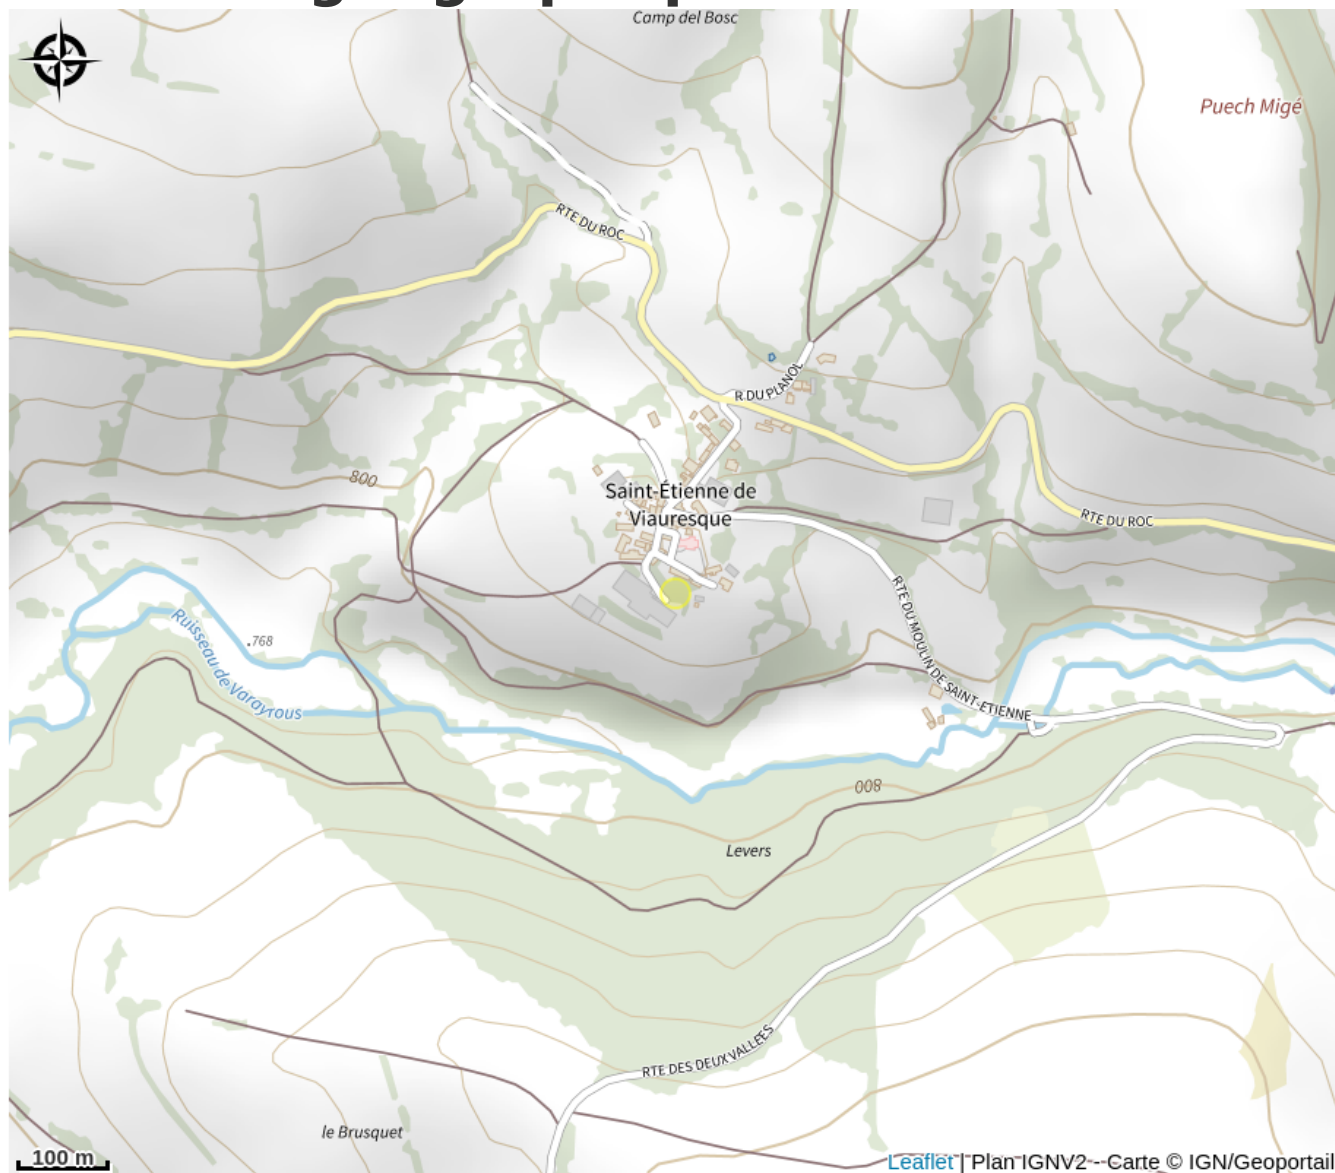 Camp del Bosc
Puech Migé
RTE DU ROC
R.DU PLANOL
800
Saint-Étienne de
Viauresque
RTE DU ROC
RTE DU MOULIN DE SAINT-ETIENNE
Ruisseau de Varayrous
768
800
Levers
RTE DES DEUX VALLÉES
le Brusquet
100 m
Leaflet | Plan IGNV2 - Carte © IGN/Geoportail